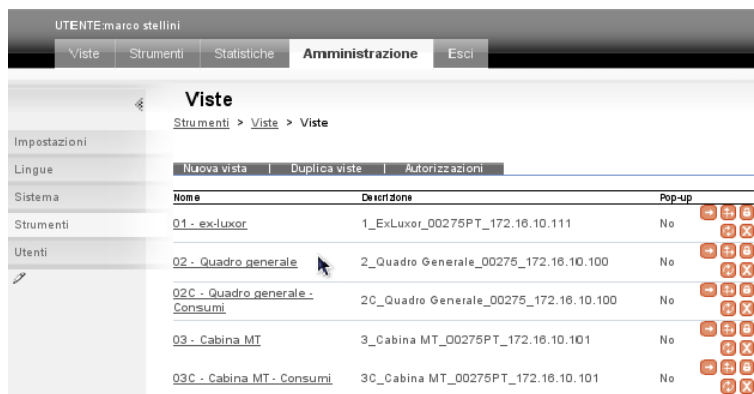 UTENTE:marco stellini
Viste Strumenti Statistiche Amministrazione Esci
Viste
Strumenti > Viste > Viste
Impostazioni
Lingue
Sistema
Strumenti
Utenti
Nuova vista | Duplica viste | Autorizzazioni
Nome Descrizione Pop-up
01 - ex-luxor 1_ExLuxor_00275PT_172.16.10.111 No
02 - Quadro generale 2_Quadro Generale_00275_172.16.10.100 No
02C - Quadro generale -
Consumi 2C_Quadro Generale_00275_172.16.10.100 No
03 - Cabina MT 3_Cabina MT_00275PT_172.16.10.101 No
03C - Cabina MT - Consumi 3C_Cabina MT_00275PT_172.16.10.101 No